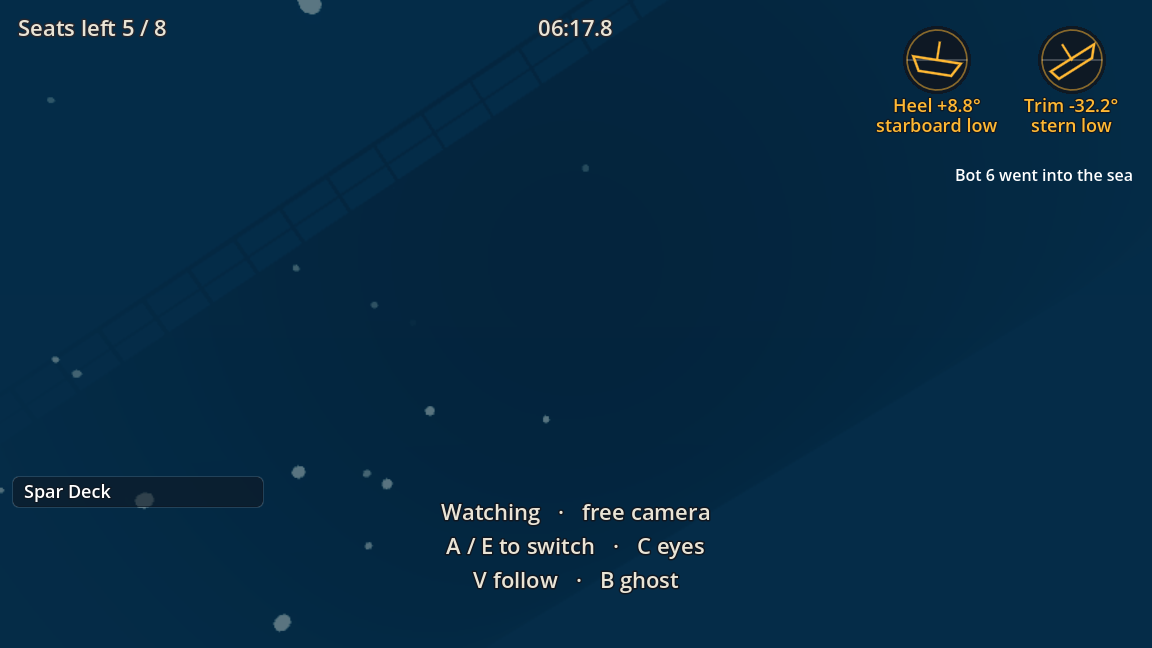 Seats left 5 / 8
06:17.8
Heel +8.8°
starboard low
Trim -32.2°
stern low
Bot 6 went into the sea
Spar Deck
Watching · free camera
A / E to switch · C eyes
V follow · B ghost